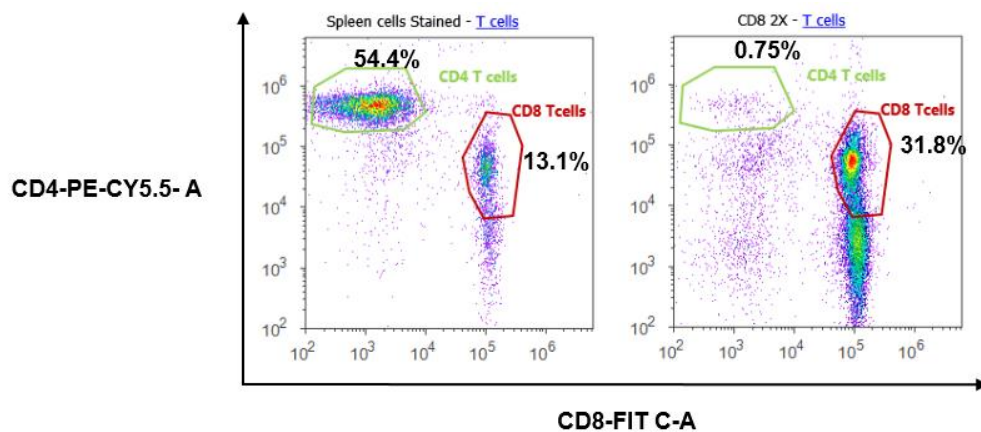 Spleen cells Stained - T cells
CD8 2X - T cells
54.4%
CD4 T cells
CD8 Tcells
13.1%
0.75%
CD4 T cells
CD8 Tcells
31.8%
CD4-PE-CY5.5- A
10⁶
10⁵
10⁴
10³
10²
10² 10³ 10⁴ 10⁵ 10⁶
10⁶
10⁵
10⁴
10³
10²
10² 10³ 10⁴ 10⁵ 10⁶
CD8-FIT C-A